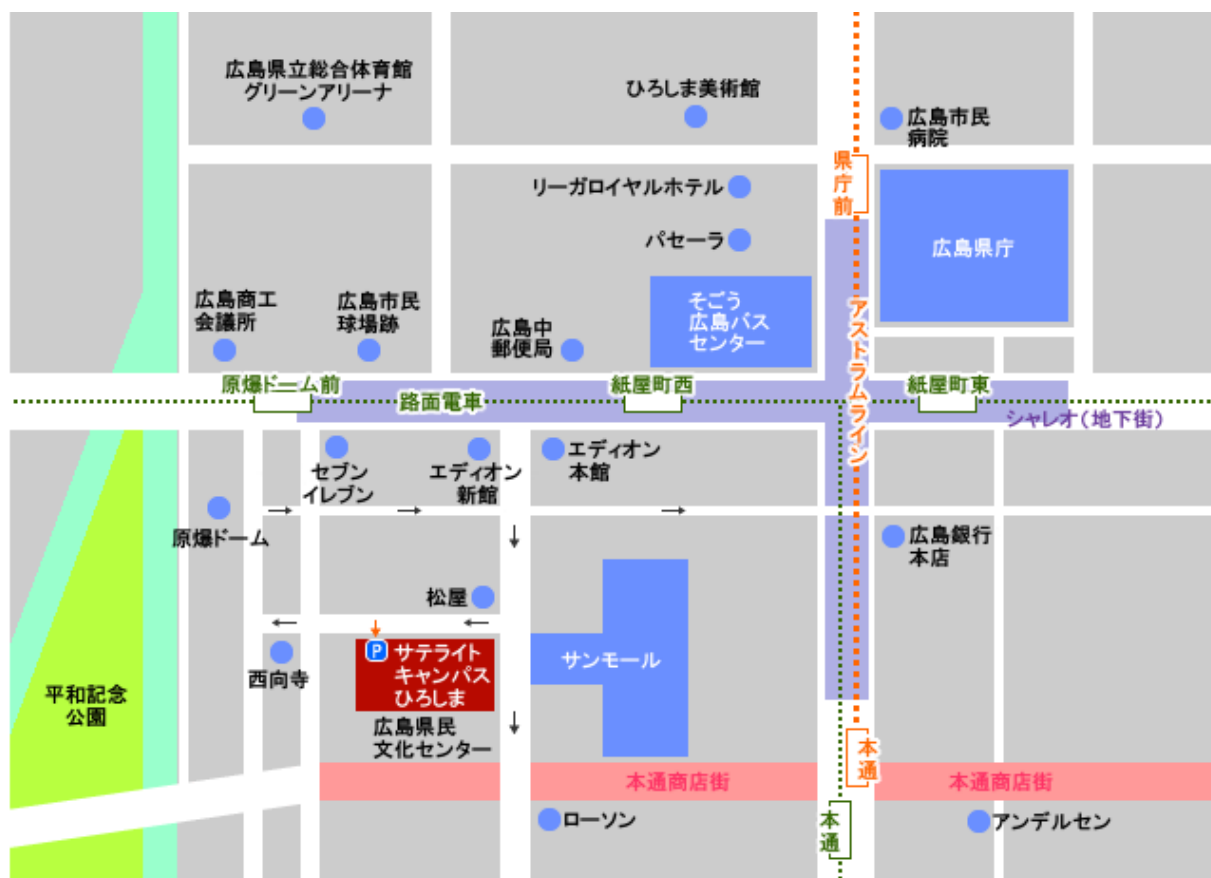 広島県立総合体育館
グリーンアリーナ
ひろしま美術館
広島市民
病院
県庁前
リーガロイヤルホテル
パセーラ
広島県庁
そごう
広島バス
センター
広島商工
会議所
広島市民
球場跡
広島中
郵便局
アストラムライン
原爆ドーム前
路面電車
紙屋町西
紙屋町東
シャレオ(地下街)
セブン
イレブン
エディオン
新館
エディオン
本館
原爆ドーム
広島銀行
本店
松屋
P
サテライト
キャンパス
ひろしま
サンモール
西向寺
平和記念
公園
広島県民
文化センター
本通
本通商店街
本通商店街
ローソン
本通
アンデルセン